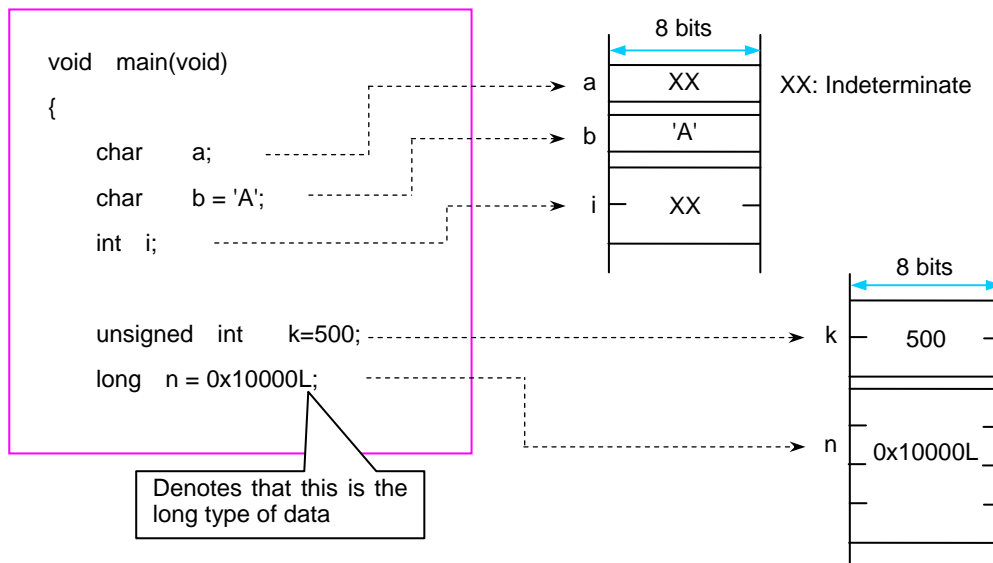 void main(void)
{
char a;
char b = 'A';
int i;
unsigned int k=500;
long n = 0x10000L;
Denotes that this is the
long type of data
8 bits
a XX
XX: Indeterminate
b 'A'
i XX
8 bits
k 500
n 0x10000L